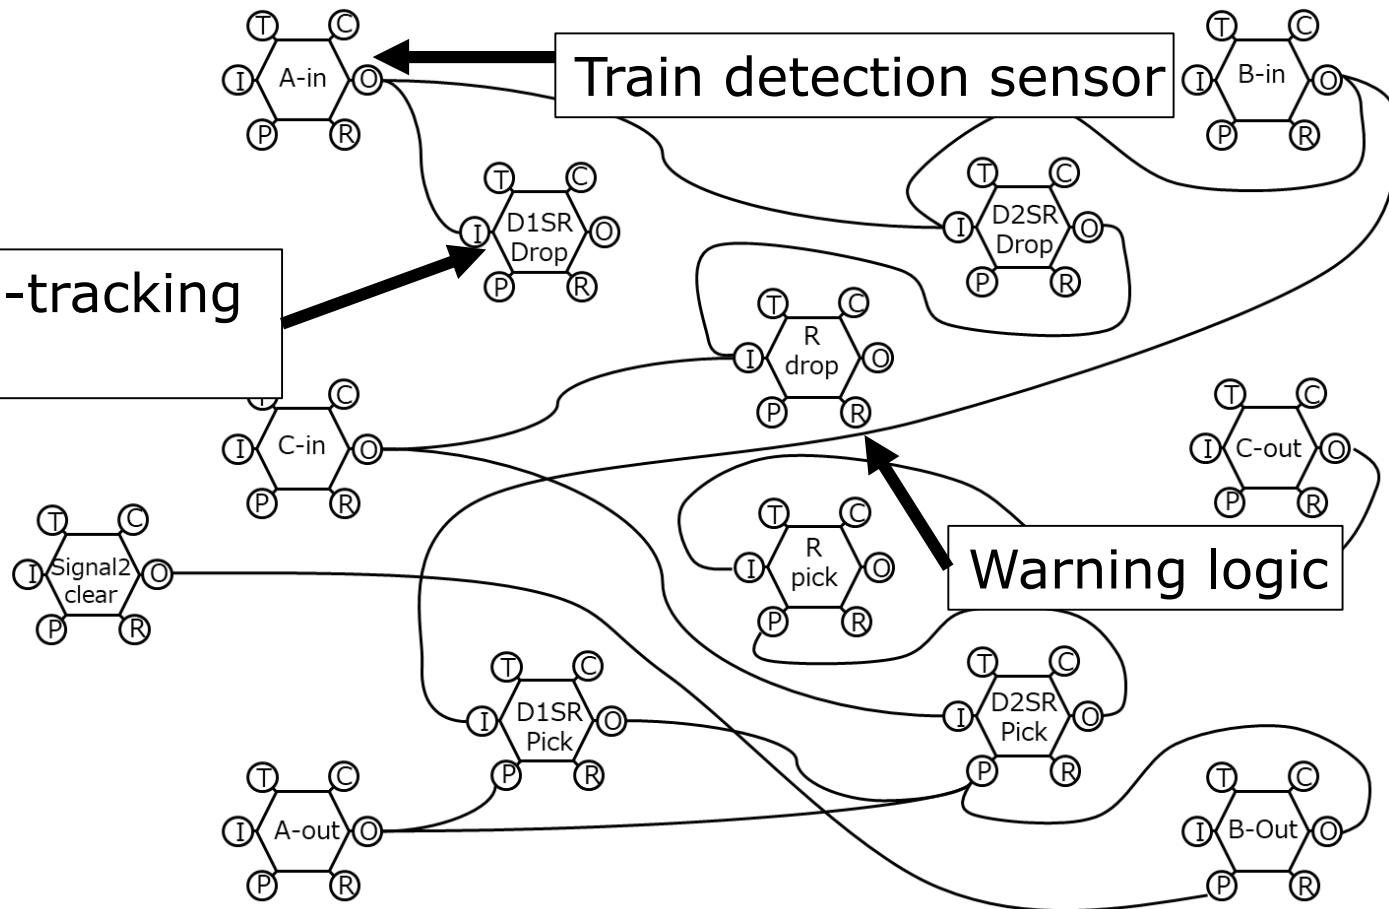 T
C
I
A-in
O
P
R
Train detection sensor
T
C
I
B-in
O
P
R
T
C
I
D1SR
Drop
O
P
R
T
C
I
D2SR
Drop
O
P
R
-tracking
T
C
I
R
drop
O
P
R
T
C
I
C-in
O
P
R
T
C
I
C-out
O
P
R
T
C
I
Signal2
clear
O
P
R
T
C
I
R
pick
O
P
R
Warning logic
T
C
I
D1SR
Pick
O
P
R
T
C
I
D2SR
Pick
O
P
R
T
C
I
A-out
O
P
R
T
C
I
B-Out
O
P
R